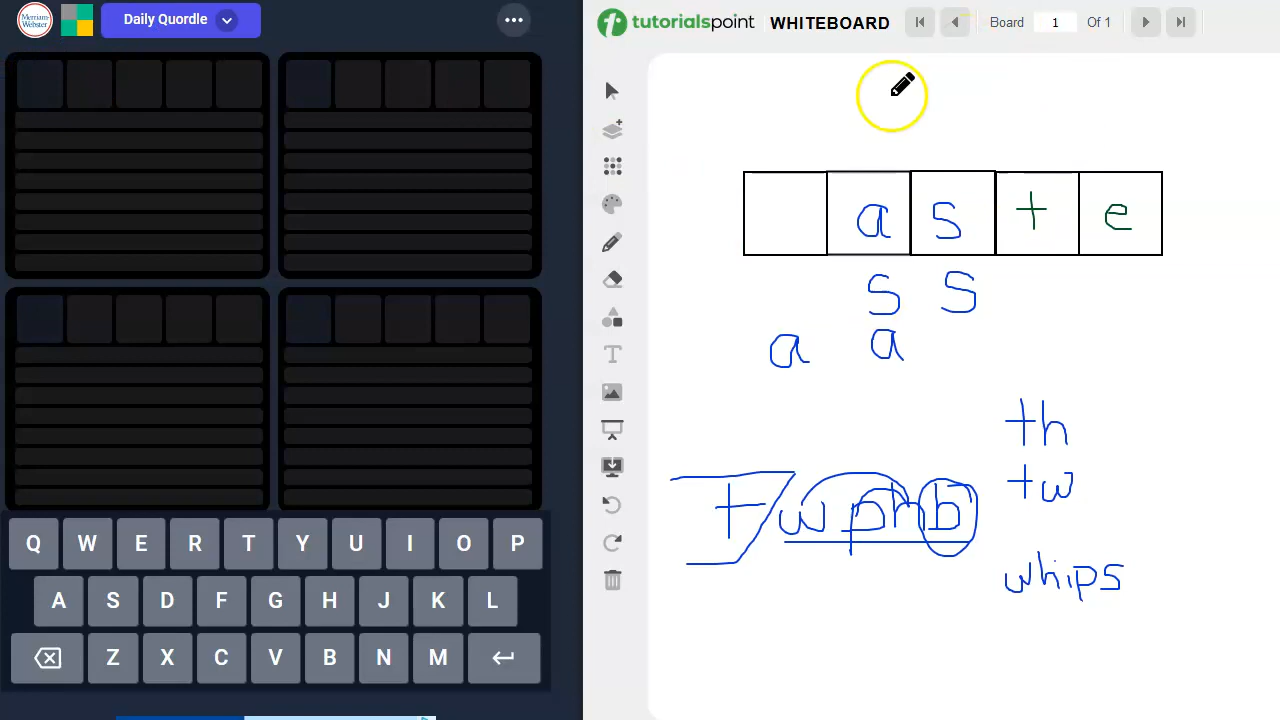 Merriam-Webster
Daily Quordle
tutorialspoint WHITEBOARD
Board 1 Of 1
a s t e
s s
a a
th
t w p h b
tw
whips
Q W E R T Y U I O P
A S D F G H J K L
Z X C V B N M
T